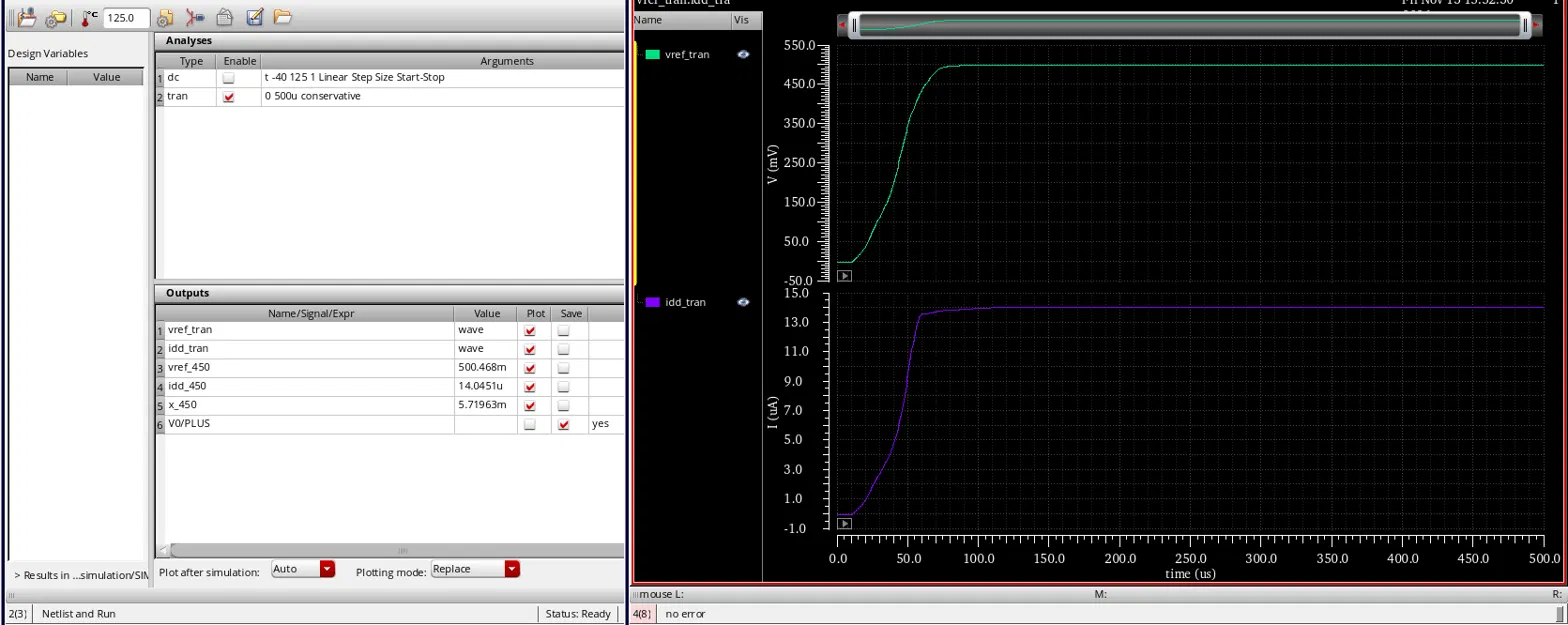 °C 125.0
Design Variables
Name Value
> Results in ...simulation/SIM
Analyses
Type Enable Arguments
1 dc t -40 125 1 Linear Step Size Start-Stop
2 tran 0 500u conservative
Outputs
Name/Signal/Expr Value Plot Save
1 vref_tran wave
2 idd_tran wave
3 vref_450 500.468m
4 idd_450 14.0451u
5 x_450 5.71963m
6 V0/PLUS yes
Plot after simulation: Auto Plotting mode: Replace
2(3) Netlist and Run Status: Ready
Name Vis
vref_tran
idd_tran
550.0
450.0
350.0
250.0
150.0
50.0
-50.0
V (mV)
15.0
13.0
11.0
9.0
7.0
5.0
3.0
1.0
-1.0
I (uA)
0.0 50.0 100.0 150.0 200.0 250.0 300.0 350.0 400.0 450.0 500.0
time (us)
mouse L: M: R:
4(8) no error